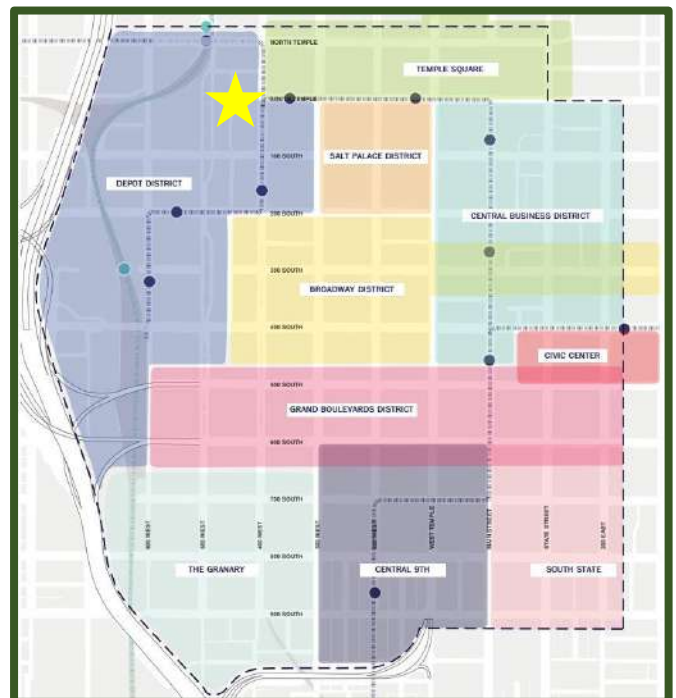 NORTH TEMPLE
TEMPLE SQUARE
100 SOUTH
SALT PALACE DISTRICT
DEPOT DISTRICT
200 SOUTH
CENTRAL BUSINESS DISTRICT
300 SOUTH
BROADWAY DISTRICT
400 SOUTH
CIVIC CENTER
500 SOUTH
GRAND BOULEVARDS DISTRICT
600 SOUTH
700 SOUTH
600 WEST
500 WEST
400 WEST
300 WEST
WEST TEMPLE
MAIN STREET
STATE STREET
200 EAST
800 SOUTH
THE GRANARY
CENTRAL 9TH
SOUTH STATE
900 SOUTH